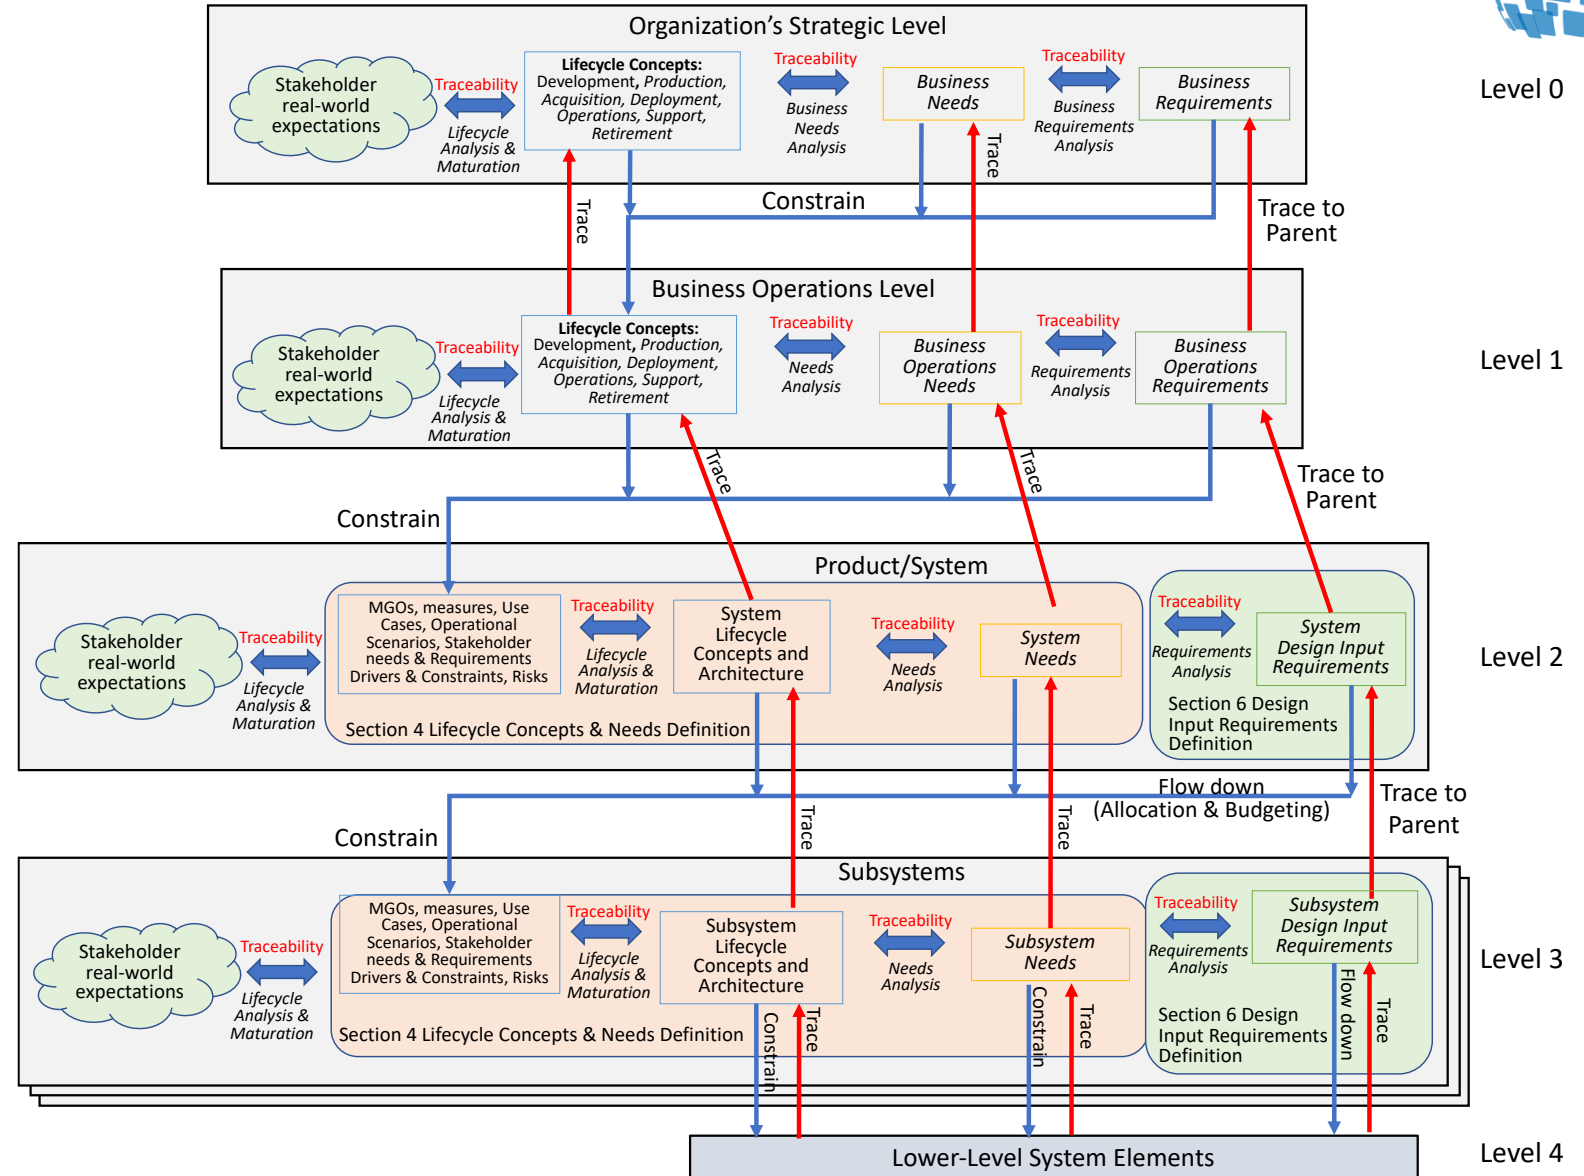 Organization's Strategic Level
Level 0
Stakeholder
real-world
expectations
Traceability
Lifecycle
Analysis &
Maturation
Lifecycle Concepts:
Development, Production,
Acquisition, Deployment,
Operations, Support,
Retirement
Traceability
Business
Needs
Analysis
Business
Needs
Traceability
Business
Requirements
Analysis
Business
Requirements
Trace
Trace
Constrain
Trace to
Parent
Business Operations Level
Level 1
Stakeholder
real-world
expectations
Traceability
Lifecycle
Analysis &
Maturation
Lifecycle Concepts:
Development, Production,
Acquisition, Deployment,
Operations, Support,
Retirement
Traceability
Needs
Analysis
Business
Operations
Needs
Traceability
Requirements
Analysis
Business
Operations
Requirements
Trace
Trace
Trace to
Parent
Constrain
Product/System
Level 2
Stakeholder
real-world
expectations
Traceability
Lifecycle
Analysis &
Maturation
MGOs, measures, Use
Cases, Operational
Scenarios, Stakeholder
needs & Requirements
Drivers & Constraints, Risks
Traceability
Lifecycle
Analysis &
Maturation
System
Lifecycle
Concepts and
Architecture
Traceability
Needs
Analysis
System
Needs
Section 4 Lifecycle Concepts & Needs Definition
Traceability
Requirements
Analysis
System
Design Input
Requirements
Section 6 Design
Input Requirements
Definition
Flow down
(Allocation & Budgeting)
Trace to
Parent
Trace
Trace
Constrain
Subsystems
Level 3
Stakeholder
real-world
expectations
Traceability
Lifecycle
Analysis &
Maturation
MGOs, measures, Use
Cases, Operational
Scenarios, Stakeholder
needs & Requirements
Drivers & Constraints, Risks
Traceability
Lifecycle
Analysis &
Maturation
Subsystem
Lifecycle
Concepts and
Architecture
Traceability
Needs
Analysis
Subsystem
Needs
Section 4 Lifecycle Concepts & Needs Definition
Traceability
Requirements
Analysis
Subsystem
Design Input
Requirements
Section 6 Design
Input Requirements
Definition
Constrain
Trace
Constrain
Trace
Flow down
Trace
Lower-Level System Elements
Level 4